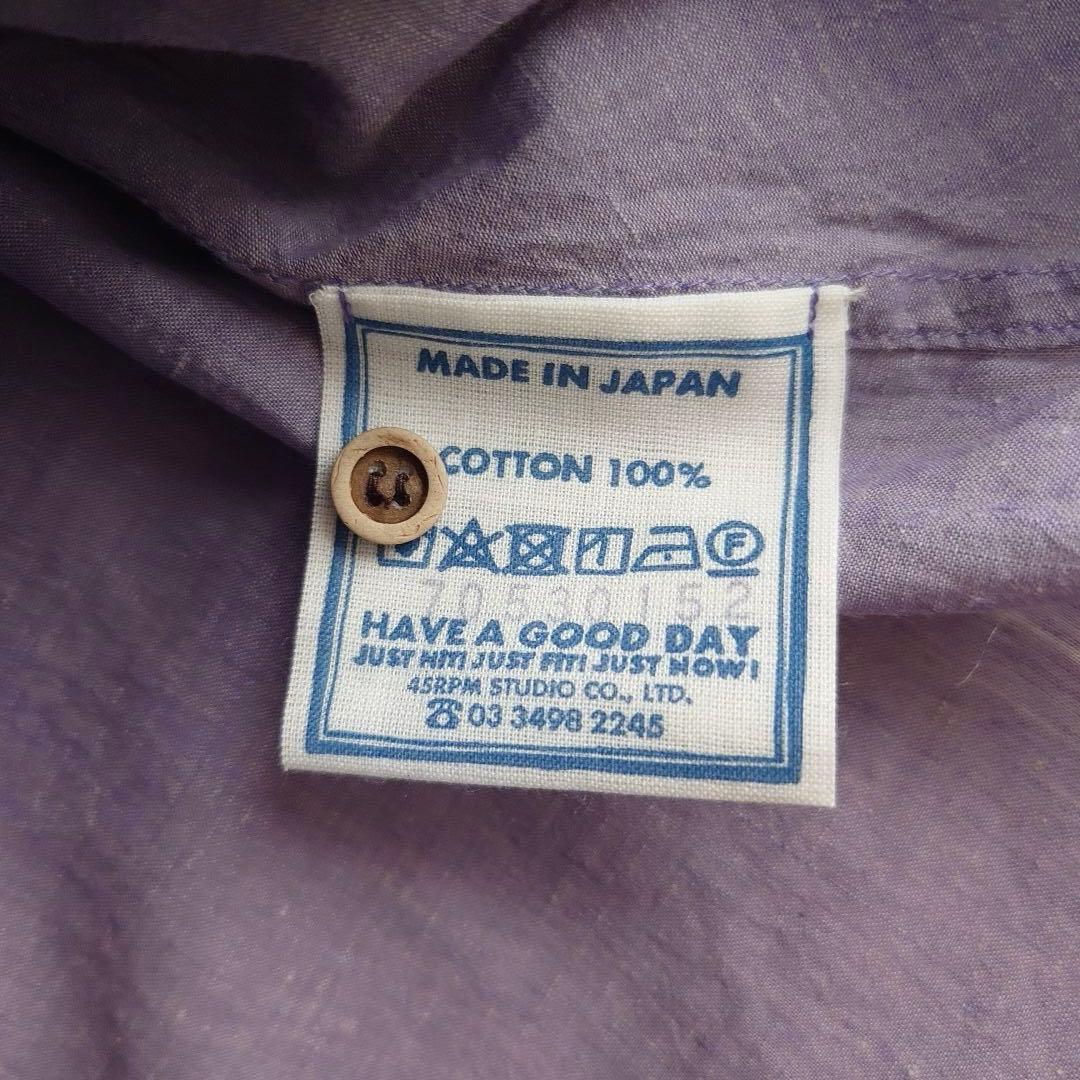 MADE IN JAPAN
COTTON 100%
F
70530152
HAVE A GOOD DAY
JUST HIT! JUST FIT! JUST NOW!
45RPM STUDIO CO., LTD.
☎ 03 3498 2245